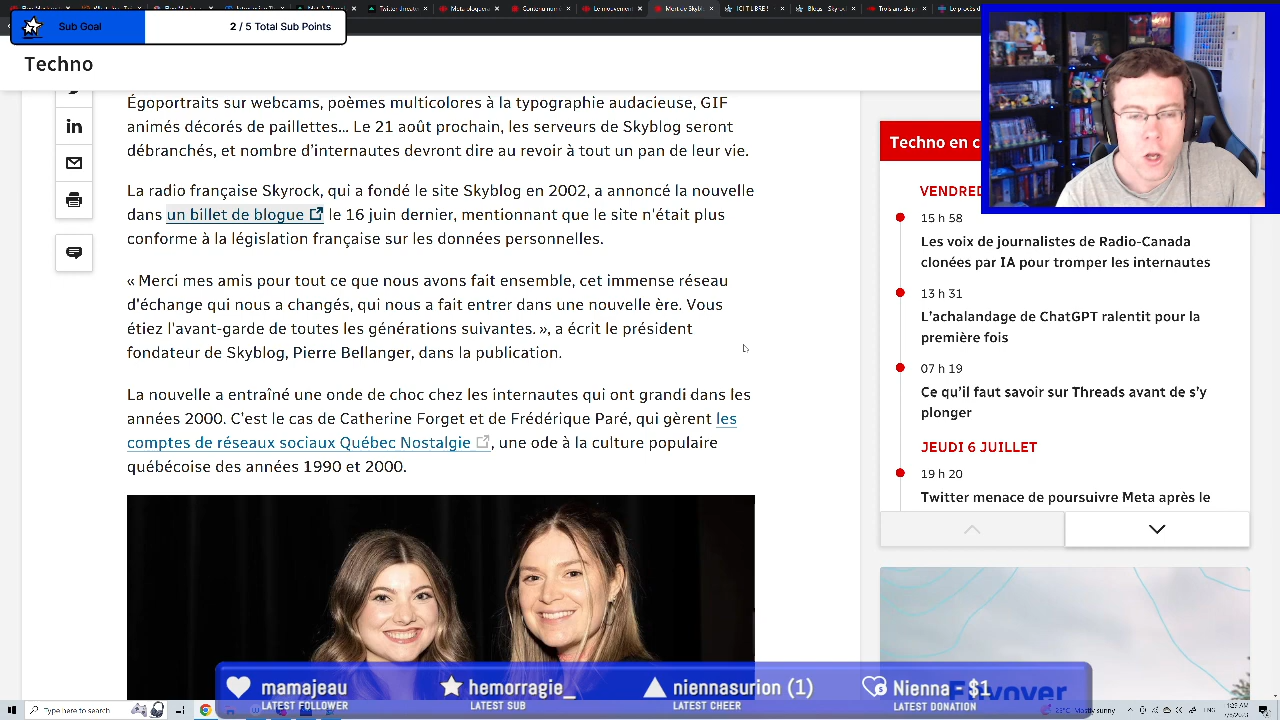 Sub Goal
2 / 5 Total Sub Points
Techno
Égoportraits sur webcams, poèmes multicolores à la typographie audacieuse, GIF
animés décorés de paillettes… Le 21 août prochain, les serveurs de Skyblog seront
débranchés, et nombre d’internautes devront dire au revoir à tout un pan de leur vie.
La radio française Skyrock, qui a fondé le site Skyblog en 2002, a annoncé la nouvelle
dans un billet de blogue le 16 juin dernier, mentionnant que le site n’était plus
conforme à la législation française sur les données personnelles.
« Merci mes amis pour tout ce que nous avons fait ensemble, cet immense réseau
d’échange qui nous a changés, qui nous a fait entrer dans une nouvelle ère. Vous
étiez l’avant-garde de toutes les générations suivantes. », a écrit le président
fondateur de Skyblog, Pierre Bellanger, dans la publication.
La nouvelle a entraîné une onde de choc chez les internautes qui ont grandi dans les
années 2000. C’est le cas de Catherine Forget et de Frédérique Paré, qui gèrent les
comptes de réseaux sociaux Québec Nostalgie, une ode à la culture populaire
québécoise des années 1990 et 2000.
Techno en c
VENDRE
15 h 58
Les voix de journalistes de Radio-Canada
clonées par IA pour tromper les internautes
13 h 31
L’achalandage de ChatGPT ralentit pour la
première fois
07 h 19
Ce qu’il faut savoir sur Threads avant de s’y
plonger
JEUDI 6 JUILLET
19 h 20
Twitter menace de poursuivre Meta après le
mamajeau
LATEST FOLLOWER
hemorragie_
LATEST SUB
niennasurion (1)
LATEST CHEER
Nienna $1
LATEST DONATION
Envoyer
Type here to search
Mostly sunny